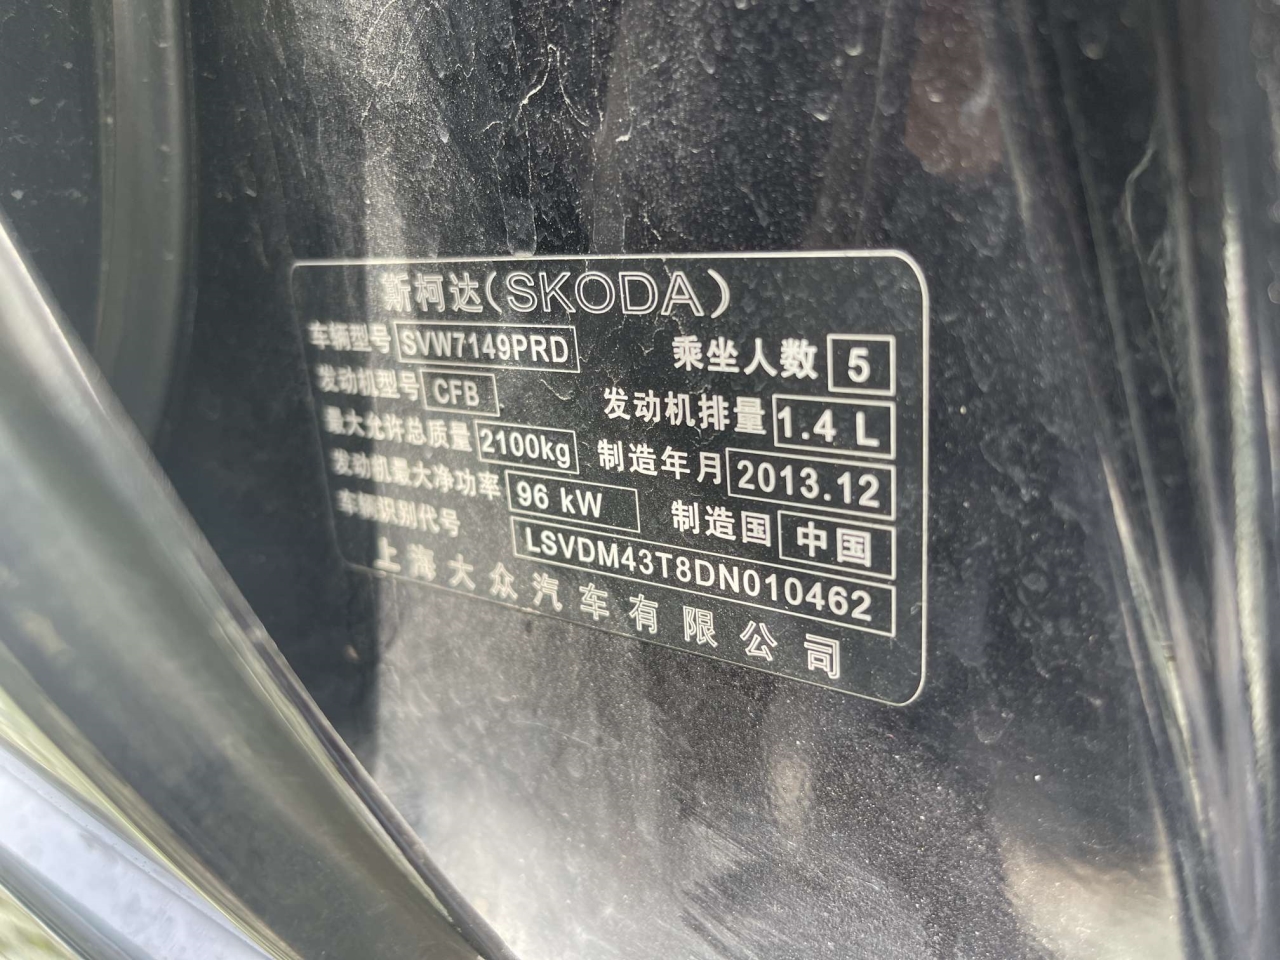 斯柯达(SKODA)
车辆型号 SVW7149PRD 乘坐人数 5
发动机型号 CFB 发动机排量 1.4 L
最大允许总质量 2100kg 制造年月 2013.12
发动机最大净功率 96 kW 制造国 中国
车辆识别代号 LSVDM43T8DN010462
上海大众汽车有限公司